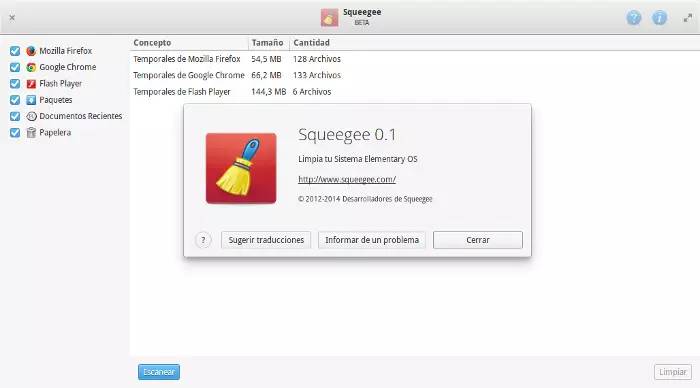 Squeegee
BETA
Mozilla Firefox
Google Chrome
Flash Player
Paquetes
Documentos Recientes
Papelera
Concepto Tamaño Cantidad
Temporales de Mozilla Firefox 54,5 MB 128 Archivos
Temporales de Google Chrome 66,2 MB 133 Archivos
Temporales de Flash Player 144,3 MB 6 Archivos
Squeegee 0.1
Limpia tu Sistema Elementary OS
http://www.squeegee.com/
© 2012-2014 Desarrolladores de Squeegee
? Sugerir traducciones Informar de un problema Cerrar
Escanear Limpiar